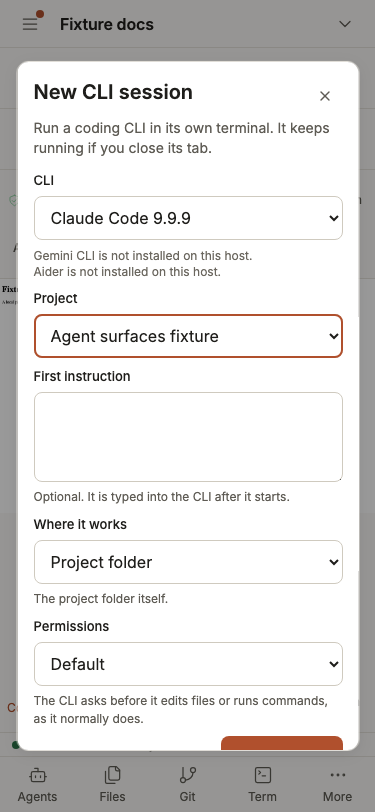 Fixture docs
New CLI session
Run a coding CLI in its own terminal. It keeps
running if you close its tab.
CLI
Claude Code 9.9.9
Gemini CLI is not installed on this host.
Aider is not installed on this host.
Project
Agent surfaces fixture
First instruction
Optional. It is typed into the CLI after it starts.
Where it works
Project folder
The project folder itself.
Permissions
Default
The CLI asks before it edits files or runs commands,
as it normally does.
Agents
Files
Git
Term
More